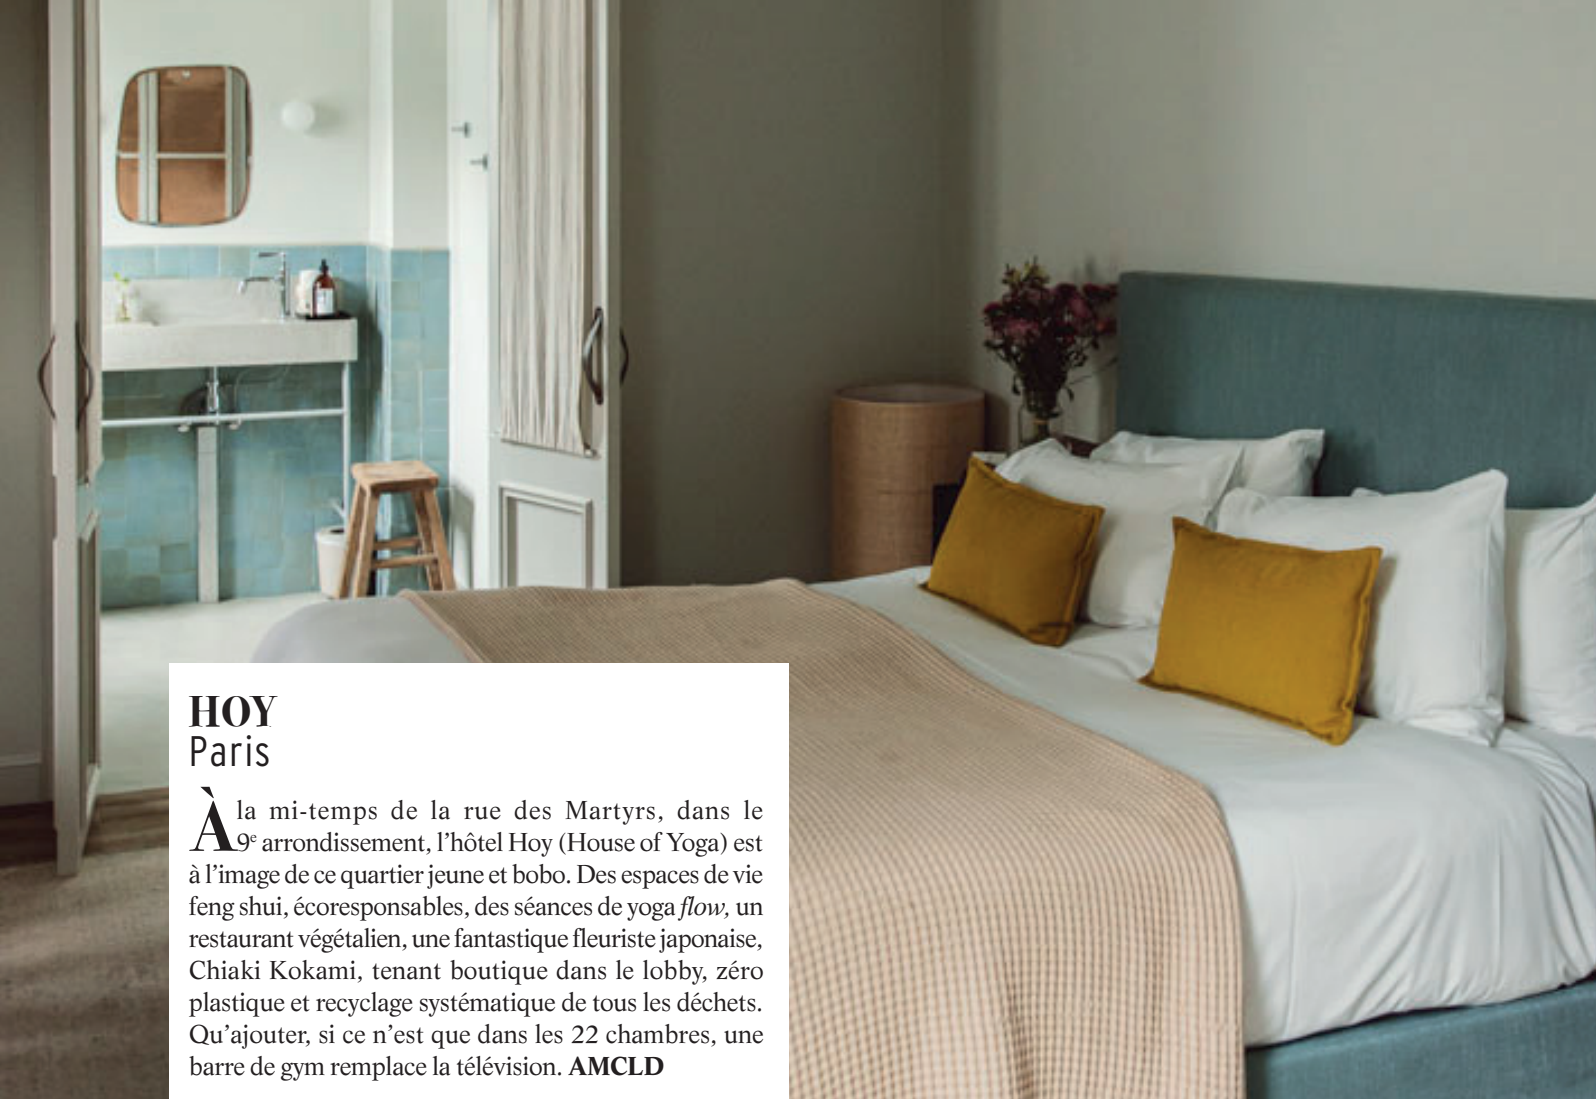 HOY
Paris
À la mi-temps de la rue des Martyrs, dans le
9e arrondissement, l’hôtel Hoy (House of Yoga) est
à l’image de ce quartier jeune et bobo. Des espaces de vie
feng shui, écoresponsables, des séances de yoga flow, un
restaurant végétalien, une fantastique fleuriste japonaise,
Chiaki Kokami, tenant boutique dans le lobby, zéro
plastique et recyclage systématique de tous les déchets.
Qu’ajouter, si ce n’est que dans les 22 chambres, une
barre de gym remplace la télévision. AMCLD